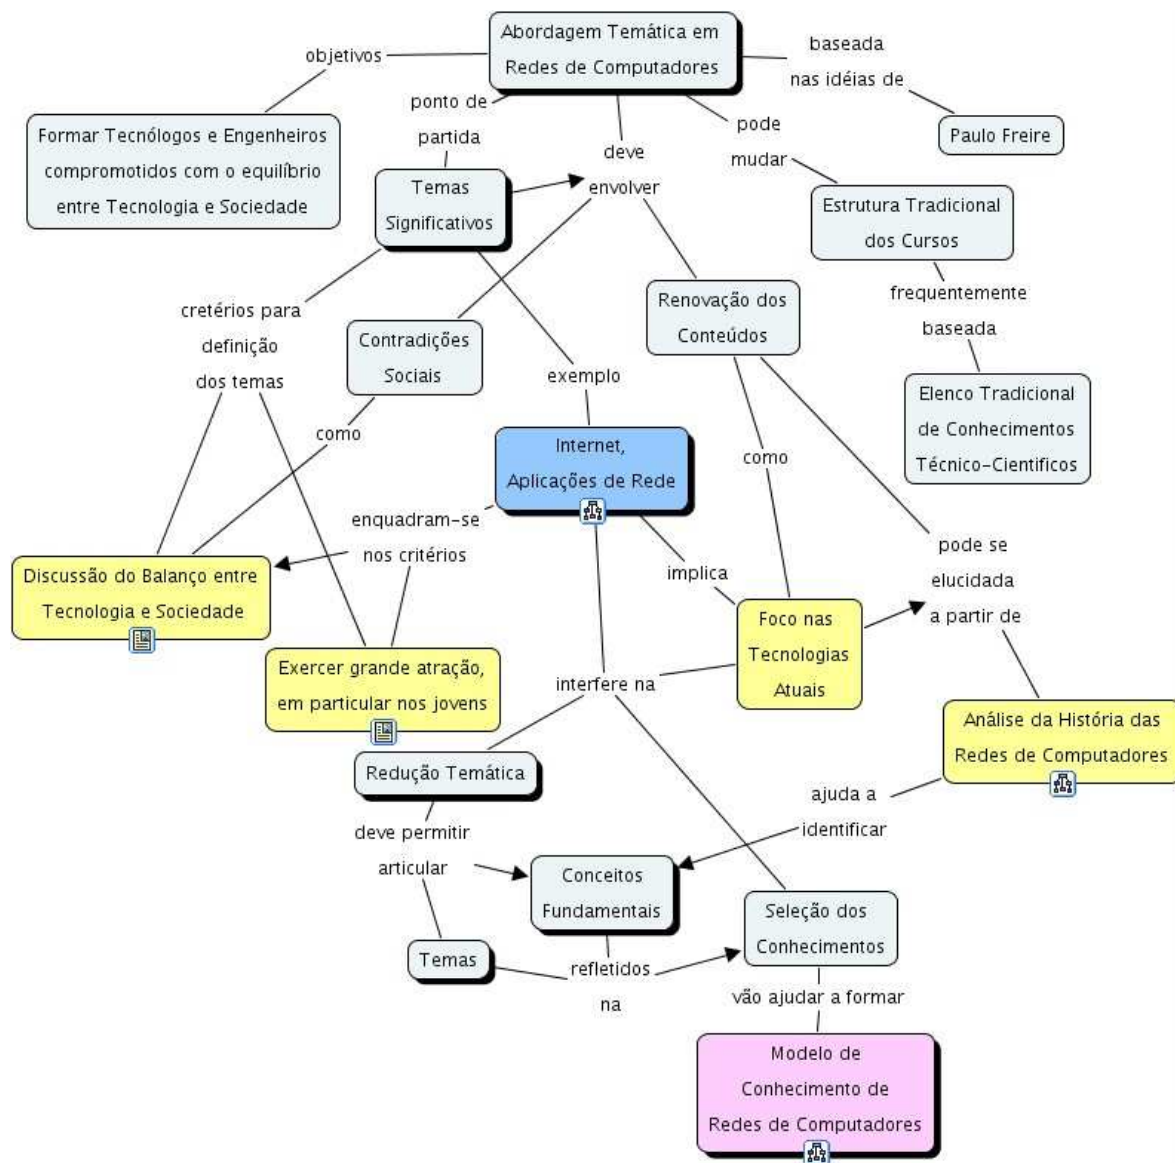 Abordagem Temática em
Redes de Computadores
objetivos
baseada
nas idéias de
ponto de
partida
deve
envolver
pode
mudar
Formar Tecnólogos e Engenheiros
compromotidos com o equilíbrio
entre Tecnologia e Sociedade
Paulo Freire
Temas
Significativos
Estrutura Tradicional
dos Cursos
cretérios para
definição
dos temas
Contradições
Sociais
Renovação dos
Conteúdos
frequentemente
baseada
exemplo
Elenco Tradicional
de Conhecimentos
Técnico-Cientificos
como
Internet,
Aplicações de Rede
como
enquadram-se
nos critérios
implica
pode se
elucidada
a partir de
Discussão do Balanço entre
Tecnologia e Sociedade
Foco nas
Tecnologias
Atuais
Exercer grande atração,
em particular nos jovens
interfere na
Análise da História das
Redes de Computadores
Redução Temática
ajuda a
identificar
deve permitir
articular
Conceitos
Fundamentais
Seleção dos
Conhecimentos
Temas
refletidos
na
vão ajudar a formar
Modelo de
Conhecimento de
Redes de Computadores